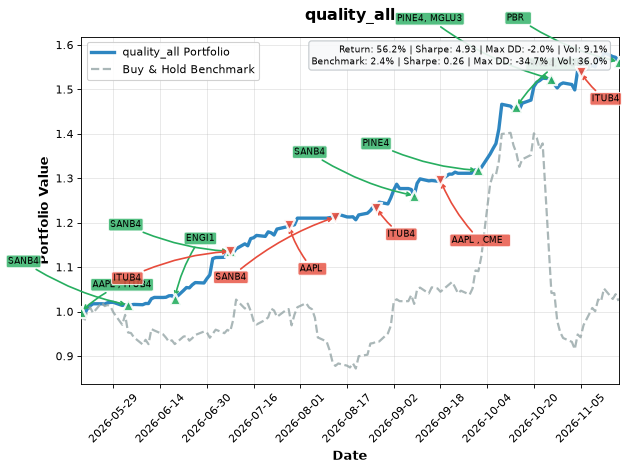 quality_all
PINE4, MGLU3
PBR
quality_all Portfolio
Buy & Hold Benchmark
Return: 56.2% | Sharpe: 4.93 | Max DD: -2.0% | Vol: 9.1%
Benchmark: 2.4% | Sharpe: 0.26 | Max DD: -34.7% | Vol: 36.0%
ITUB4
PINE4
SANB4
SANB4
ENGI1
ITUB4
AAPL , CME
SANB4
AAPL
ITUB4
SANB4
Portfolio Value
1.6
1.5
1.4
1.3
1.2
1.1
1.0
0.9
2026-05-29
2026-06-14
2026-06-30
2026-07-16
2026-08-01
2026-08-17
2026-09-02
2026-09-18
2026-10-04
2026-10-20
2026-11-05
Date